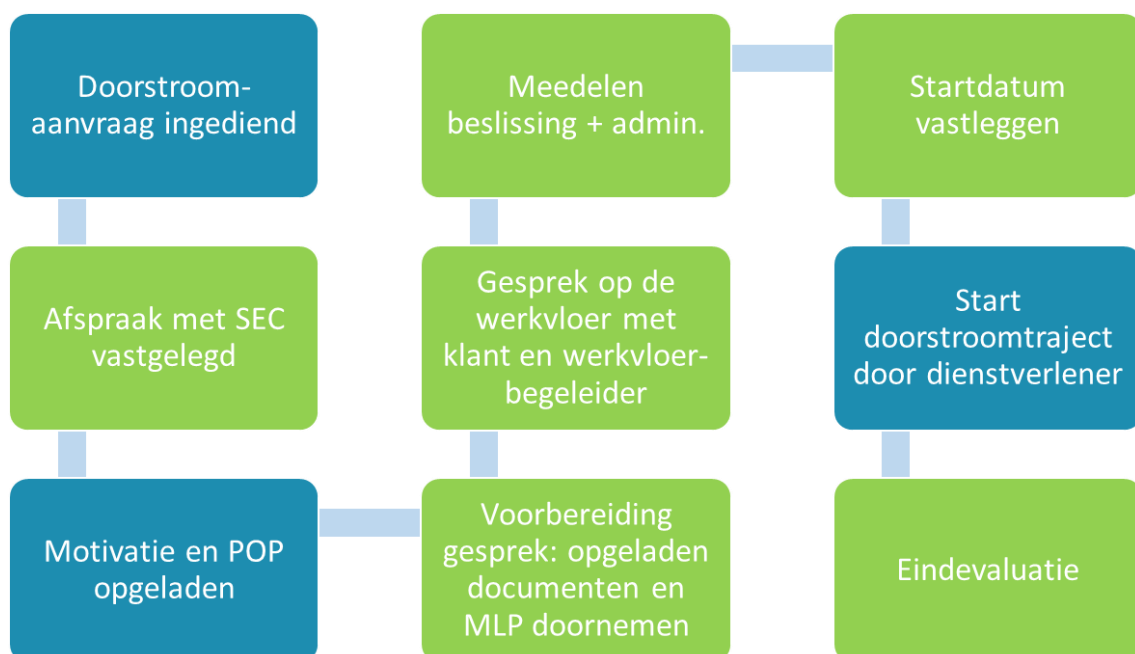 Doorstroom-
aanvraag ingediend
Afspraak met SEC
vastgelegd
Motivatie en POP
opgeladen
Voorbereiding
gesprek: opgeladen
documenten en
MLP doornemen
Gesprek op de
werkvloer met
klant en werkvloer-
begeleider
Meedelen
beslissing + admin.
Startdatum
vastleggen
Start
doorstroomtraject
door dienstverlener
Eindevaluatie